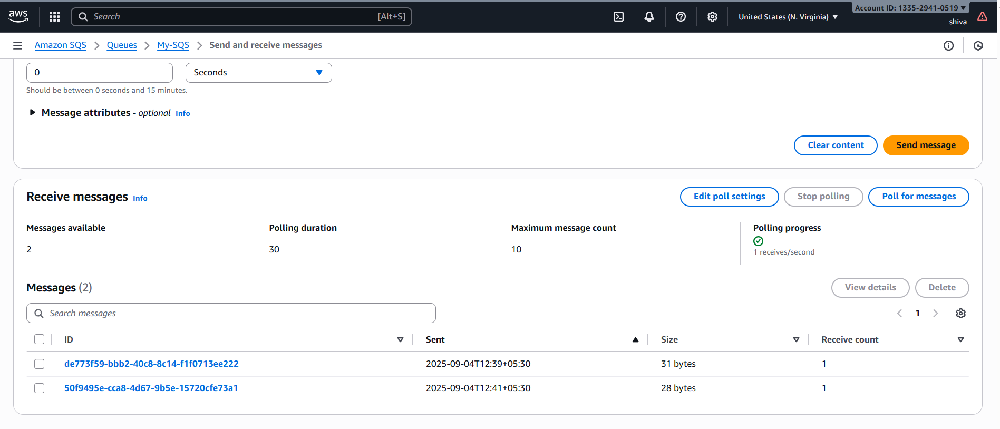 aws
Search [Alt+S]
United States (N. Virginia)
Account ID: 1335-2941-0519
shiva
Amazon SQS Queues My-SQS Send and receive messages
0 Seconds
Should be between 0 seconds and 15 minutes.
Message attributes - optional Info
Clear content Send message
Receive messages Info Edit poll settings Stop polling Poll for messages
Messages available Polling duration Maximum message count Polling progress
2 30 10
1 receives/second
Messages (2) View details Delete
Search messages 1
ID Sent Size Receive count
de773f59-bbb2-40c8-8c14-f1f0713ee222 2025-09-04T12:39+05:30 31 bytes 1
50f9495e-cca8-4d67-9b5e-15720cfe73a1 2025-09-04T12:41+05:30 28 bytes 1